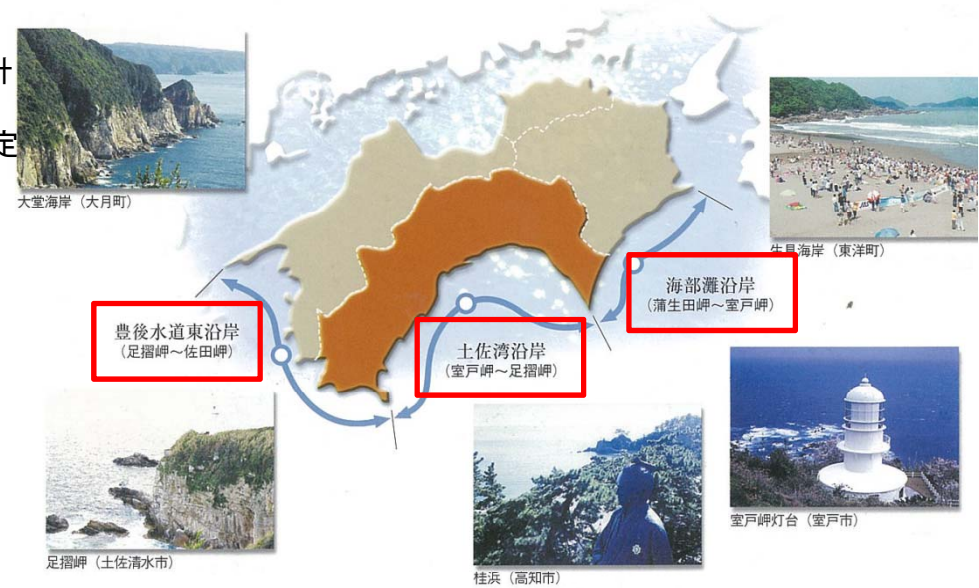 計
定
大堂海岸（大月町）
生見海岸（東洋町）
海部灘沿岸
（蒲生田岬～室戸岬）
豊後水道東沿岸
（足摺岬～佐田岬）
土佐湾沿岸
（室戸岬～足摺岬）
室戸岬灯台（室戸市）
足摺岬（土佐清水市）
桂浜（高知市）